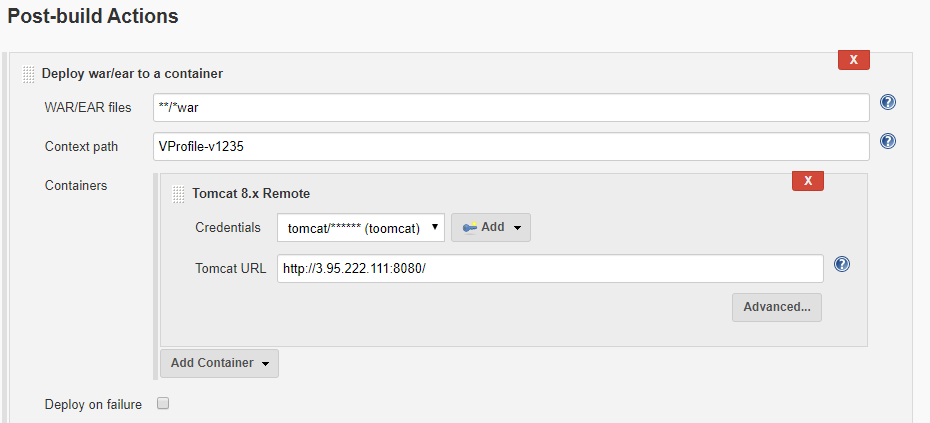 Post-build Actions
X
Deploy war/ear to a container
WAR/EAR files **/*war ?
Context path VProfile-v1235 ?
Containers
X
Tomcat 8.x Remote
Credentials tomcat/****** (toomcat) Add
Tomcat URL http://3.95.222.111:8080/ ?
Advanced...
Add Container
Deploy on failure